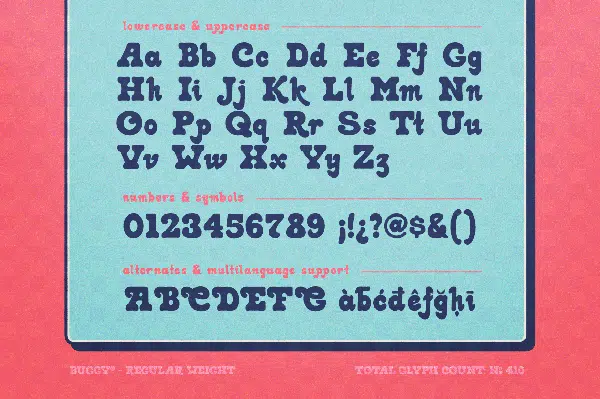 lowercase & uppercase
Aa Bb Cc Dd Ee Ff Gg
Hh Ii Jj Kk Ll Mm Nn
Oo Pp Qq Rr Ss Tt Uu
Vv Ww Xx Yy Zz
numbers & symbols
0123456789 ¡!¿?@$&()
alternates & multilanguage support
ABCDEFG àḃćđêƒğḥī
BUGGY® - REGULAR WEIGHT
TOTAL GLYPH COUNT: № 410